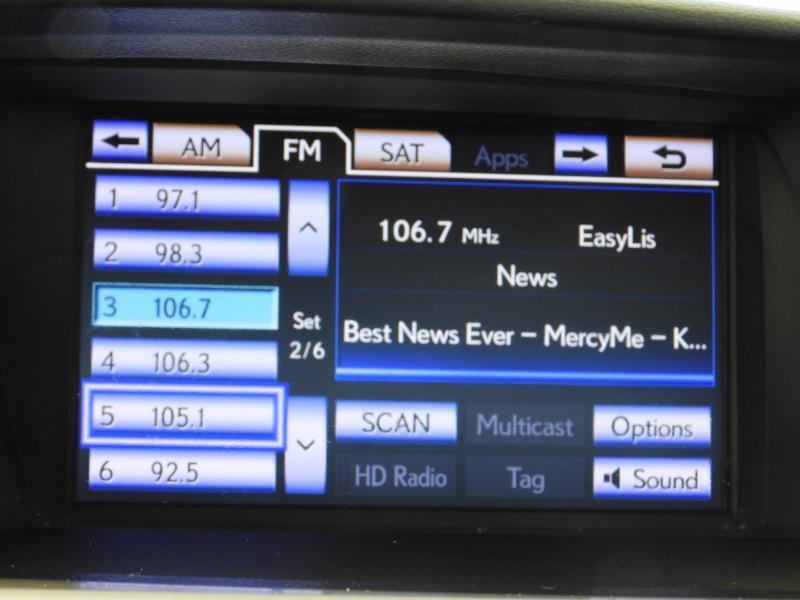 AM FM SAT Apps
1 97.1
2 98.3
3 106.7
4 106.3
5 105.1
6 92.5
Set
2/6
106.7 MHz EasyLis
News
Best News Ever – MercyMe – K...
SCAN Multicast Options
HD Radio Tag Sound